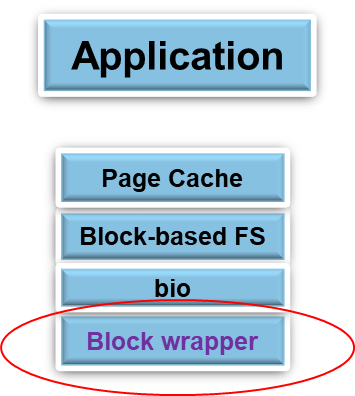 Application
Page Cache
Block-based FS
bio
Block wrapper